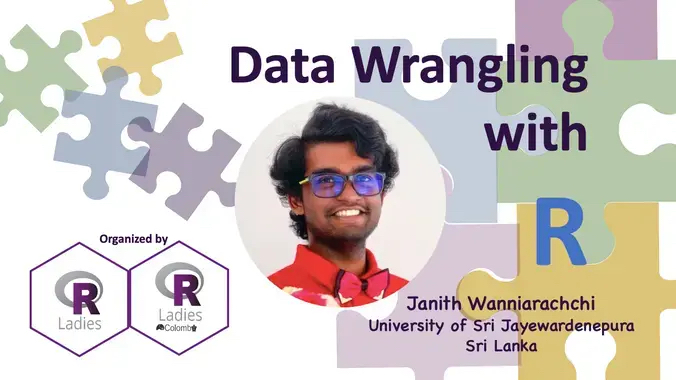 Data Wrangling
with
R
Organized by
R
Ladies
R
Ladies
Colombo
Janith Wanniarachchi
University of Sri Jayewardenepura
Sri Lanka